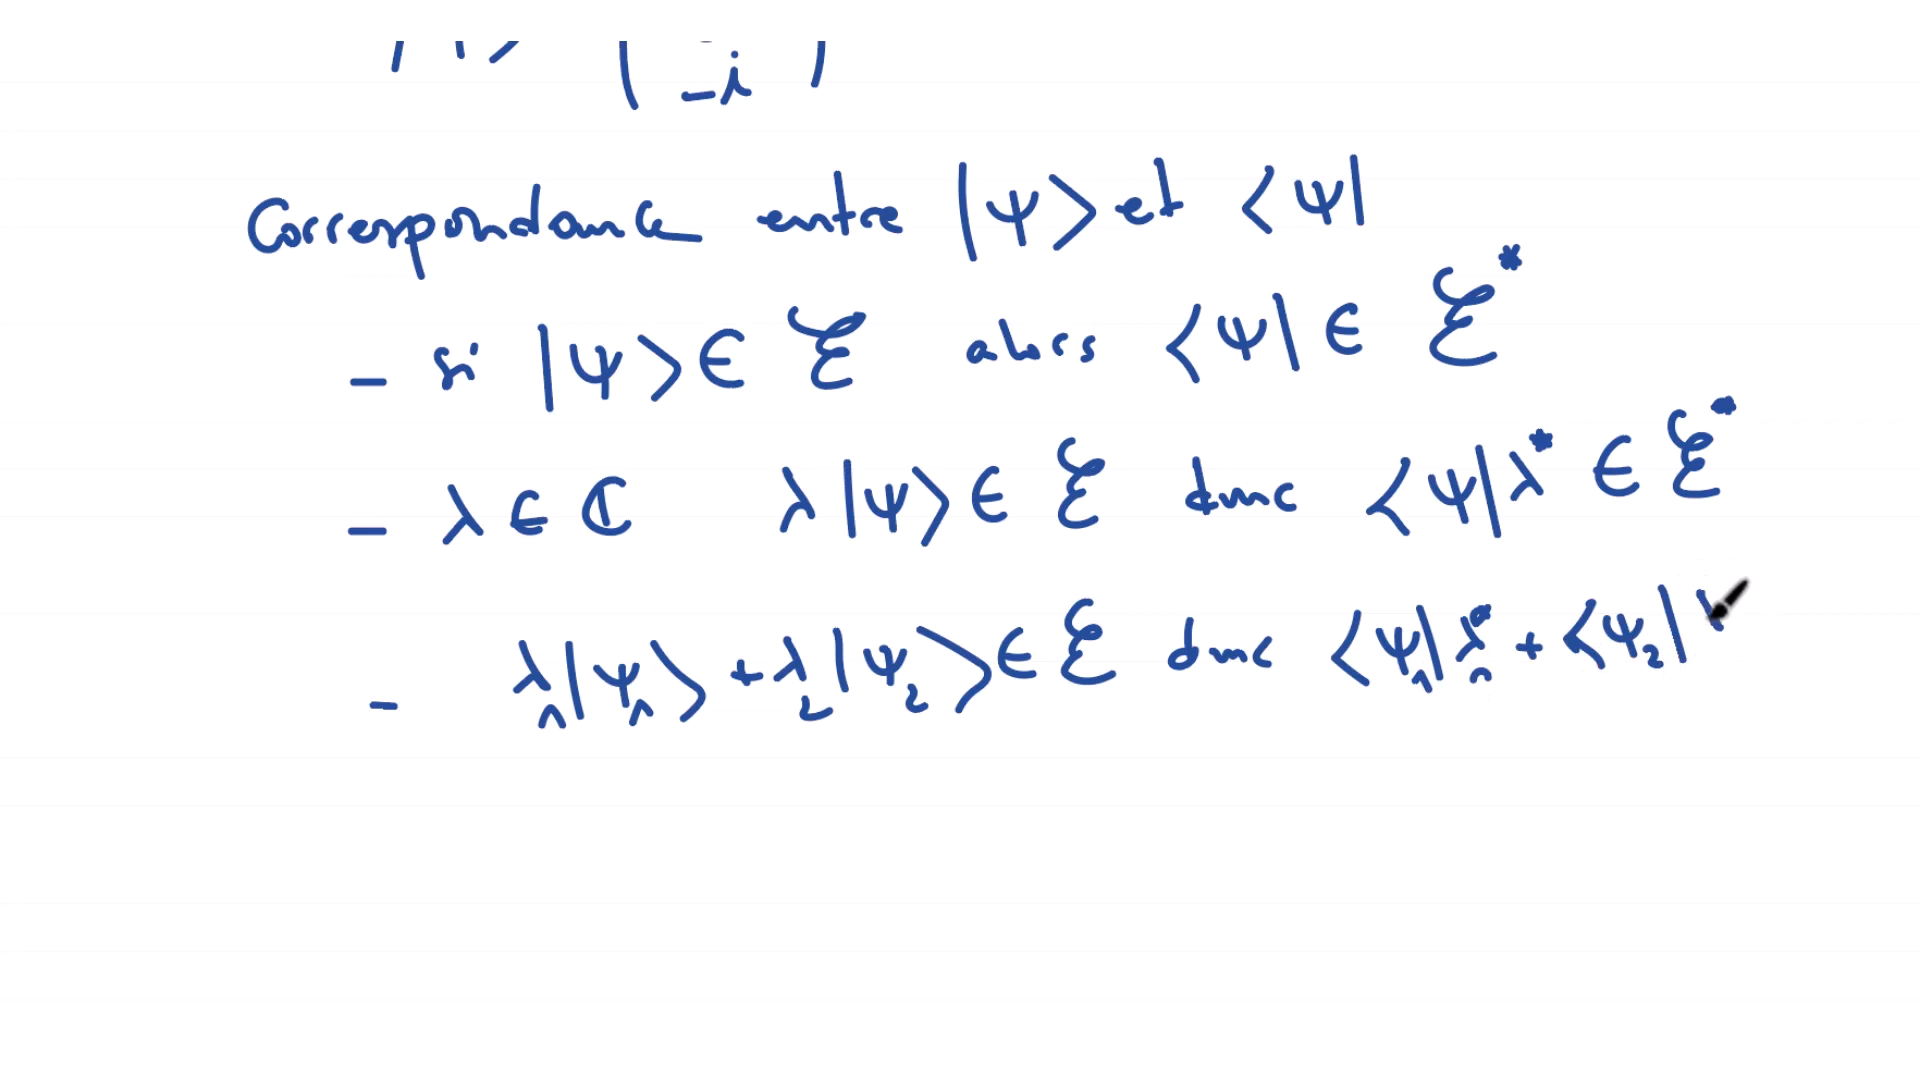 -i
Correspondance entre |ψ> et <ψ|
- si |ψ> ∈ ℰ alors <ψ| ∈ ℰ*
- λ ∈ ℂ λ|ψ> ∈ ℰ donc <ψ|λ* ∈ ℰ*
- λ₁|ψ₁> + λ₂|ψ₂> ∈ ℰ donc <ψ₁|λ₁* + <ψ₂|